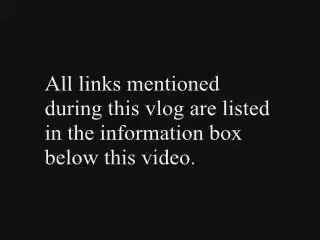 All links mentioned
during this vlog are listed
in the information box
below this video.